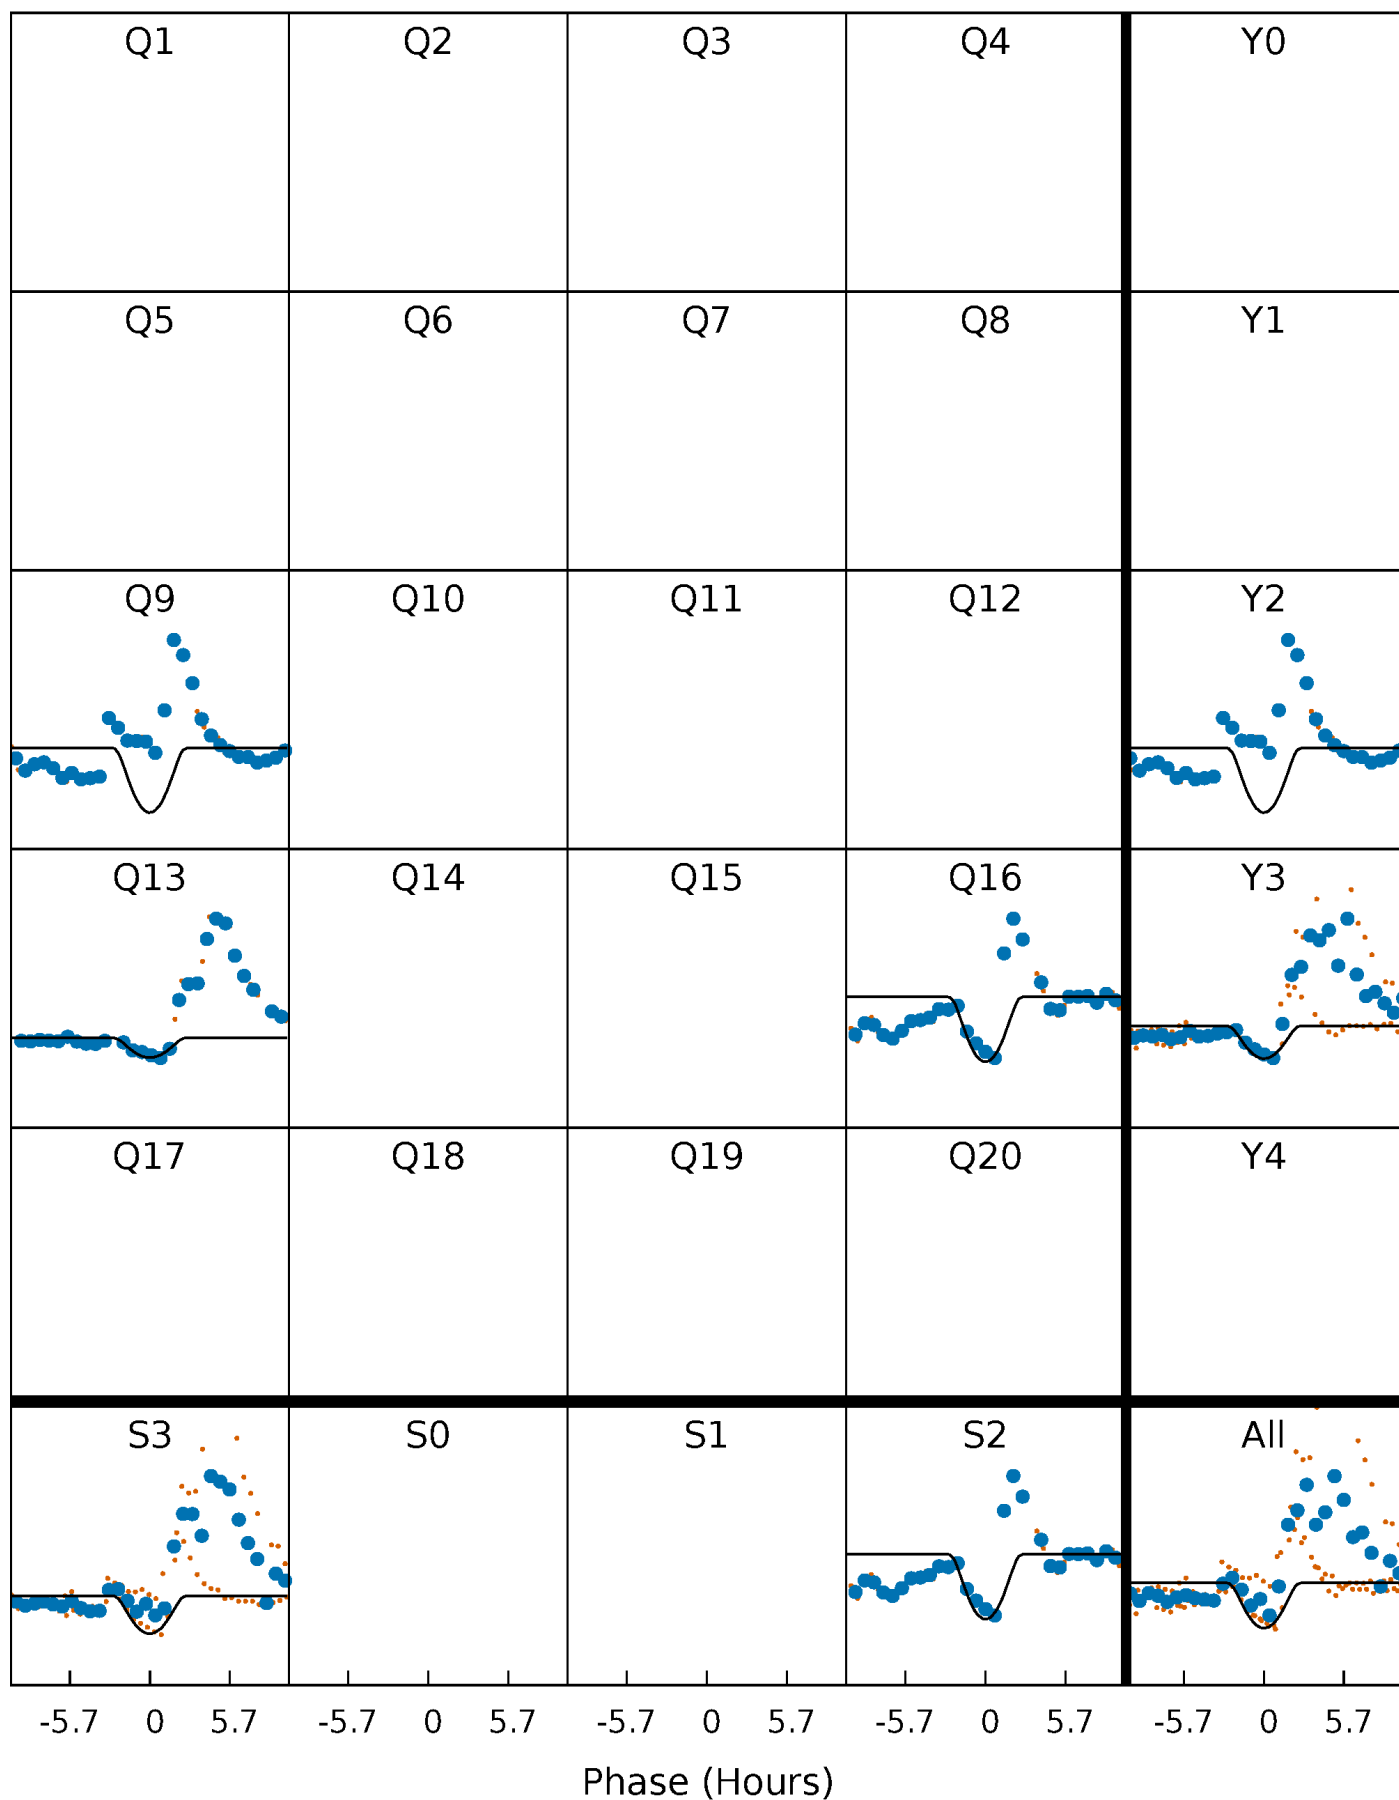 Q1 Q2 Q3 Q4 Y0
Q5 Q6 Q7 Q8 Y1
Q9 Q10 Q11 Q12 Y2
Q13 Q14 Q15 Q16 Y3
Q17 Q18 Q19 Q20 Y4
S3 S0 S1 S2 All
-5.7 0 5.7 -5.7 0 5.7 -5.7 0 5.7 -5.7 0 5.7 -5.7 0 5.7
Phase (Hours)